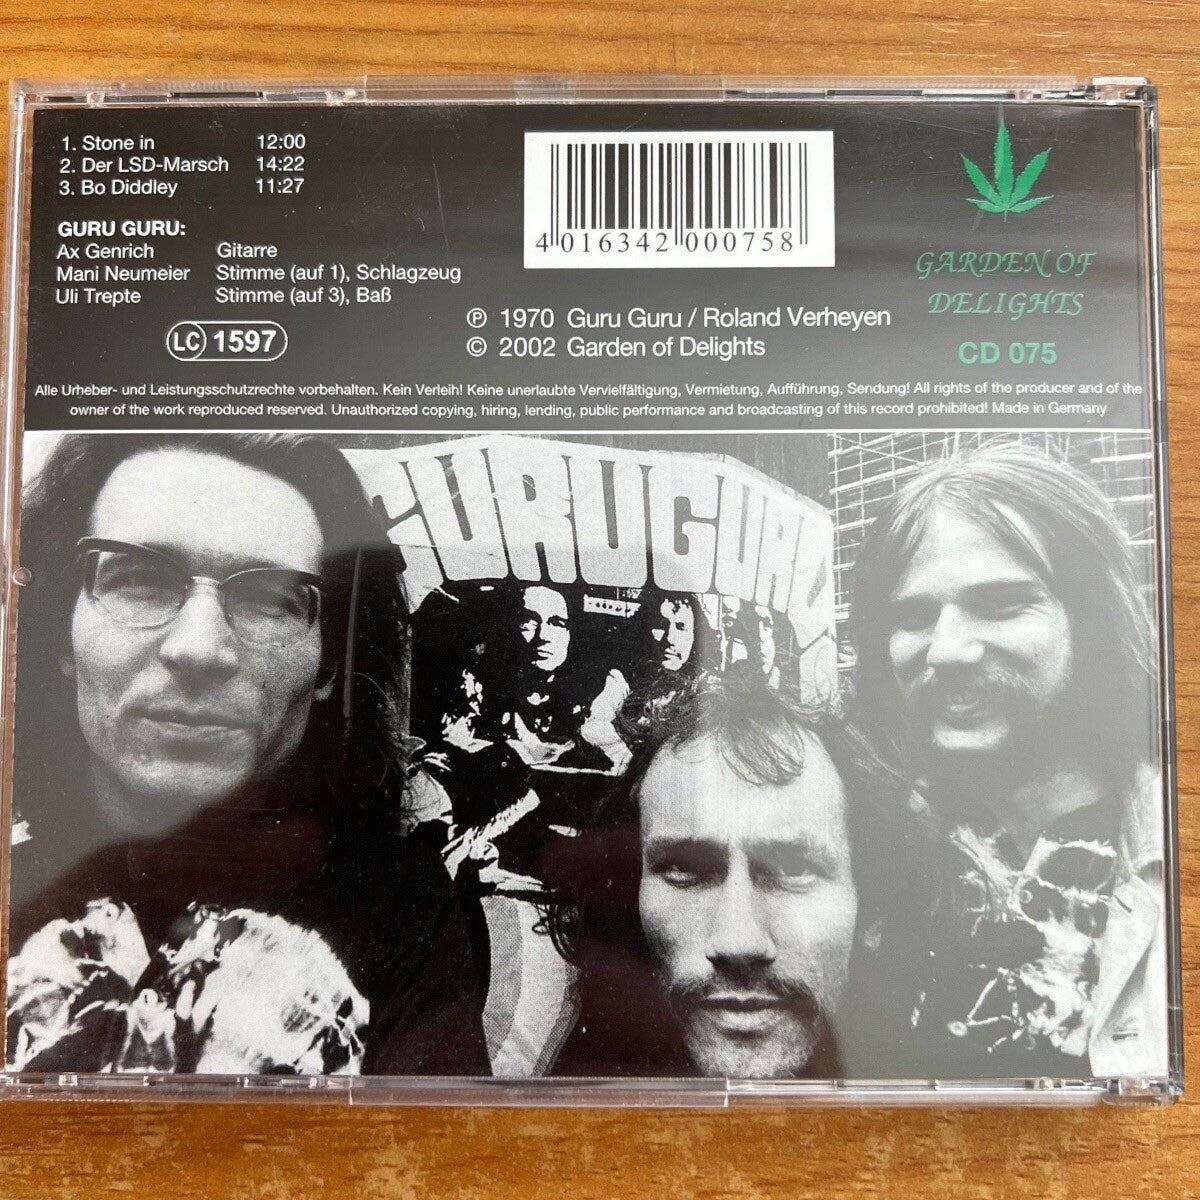 1. Stone in 12:00
2. Der LSD-Marsch 14:22
3. Bo Diddley 11:27
GURU GURU:
Ax Genrich Gitarre
Mani Neumeier Stimme (auf 1), Schlagzeug
Uli Trepte Stimme (auf 3), Baß
LC 1597
4 016342 000758
℗ 1970 Guru Guru / Roland Verheyen
© 2002 Garden of Delights
GARDEN OF
DELIGHTS
CD 075
Alle Urheber- und Leistungsschutzrechte vorbehalten. Kein Verleih! Keine unerlaubte Vervielfältigung, Vermietung, Aufführung, Sendung! All rights of the producer and of the
owner of the work reproduced reserved. Unauthorized copying, hiring, lending, public performance and broadcasting of this record prohibited! Made in Germany
GURUGURU